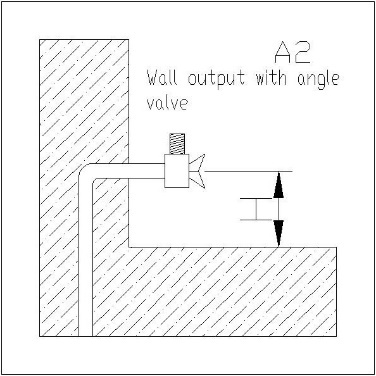 A2
Wall output with angle
valve
H